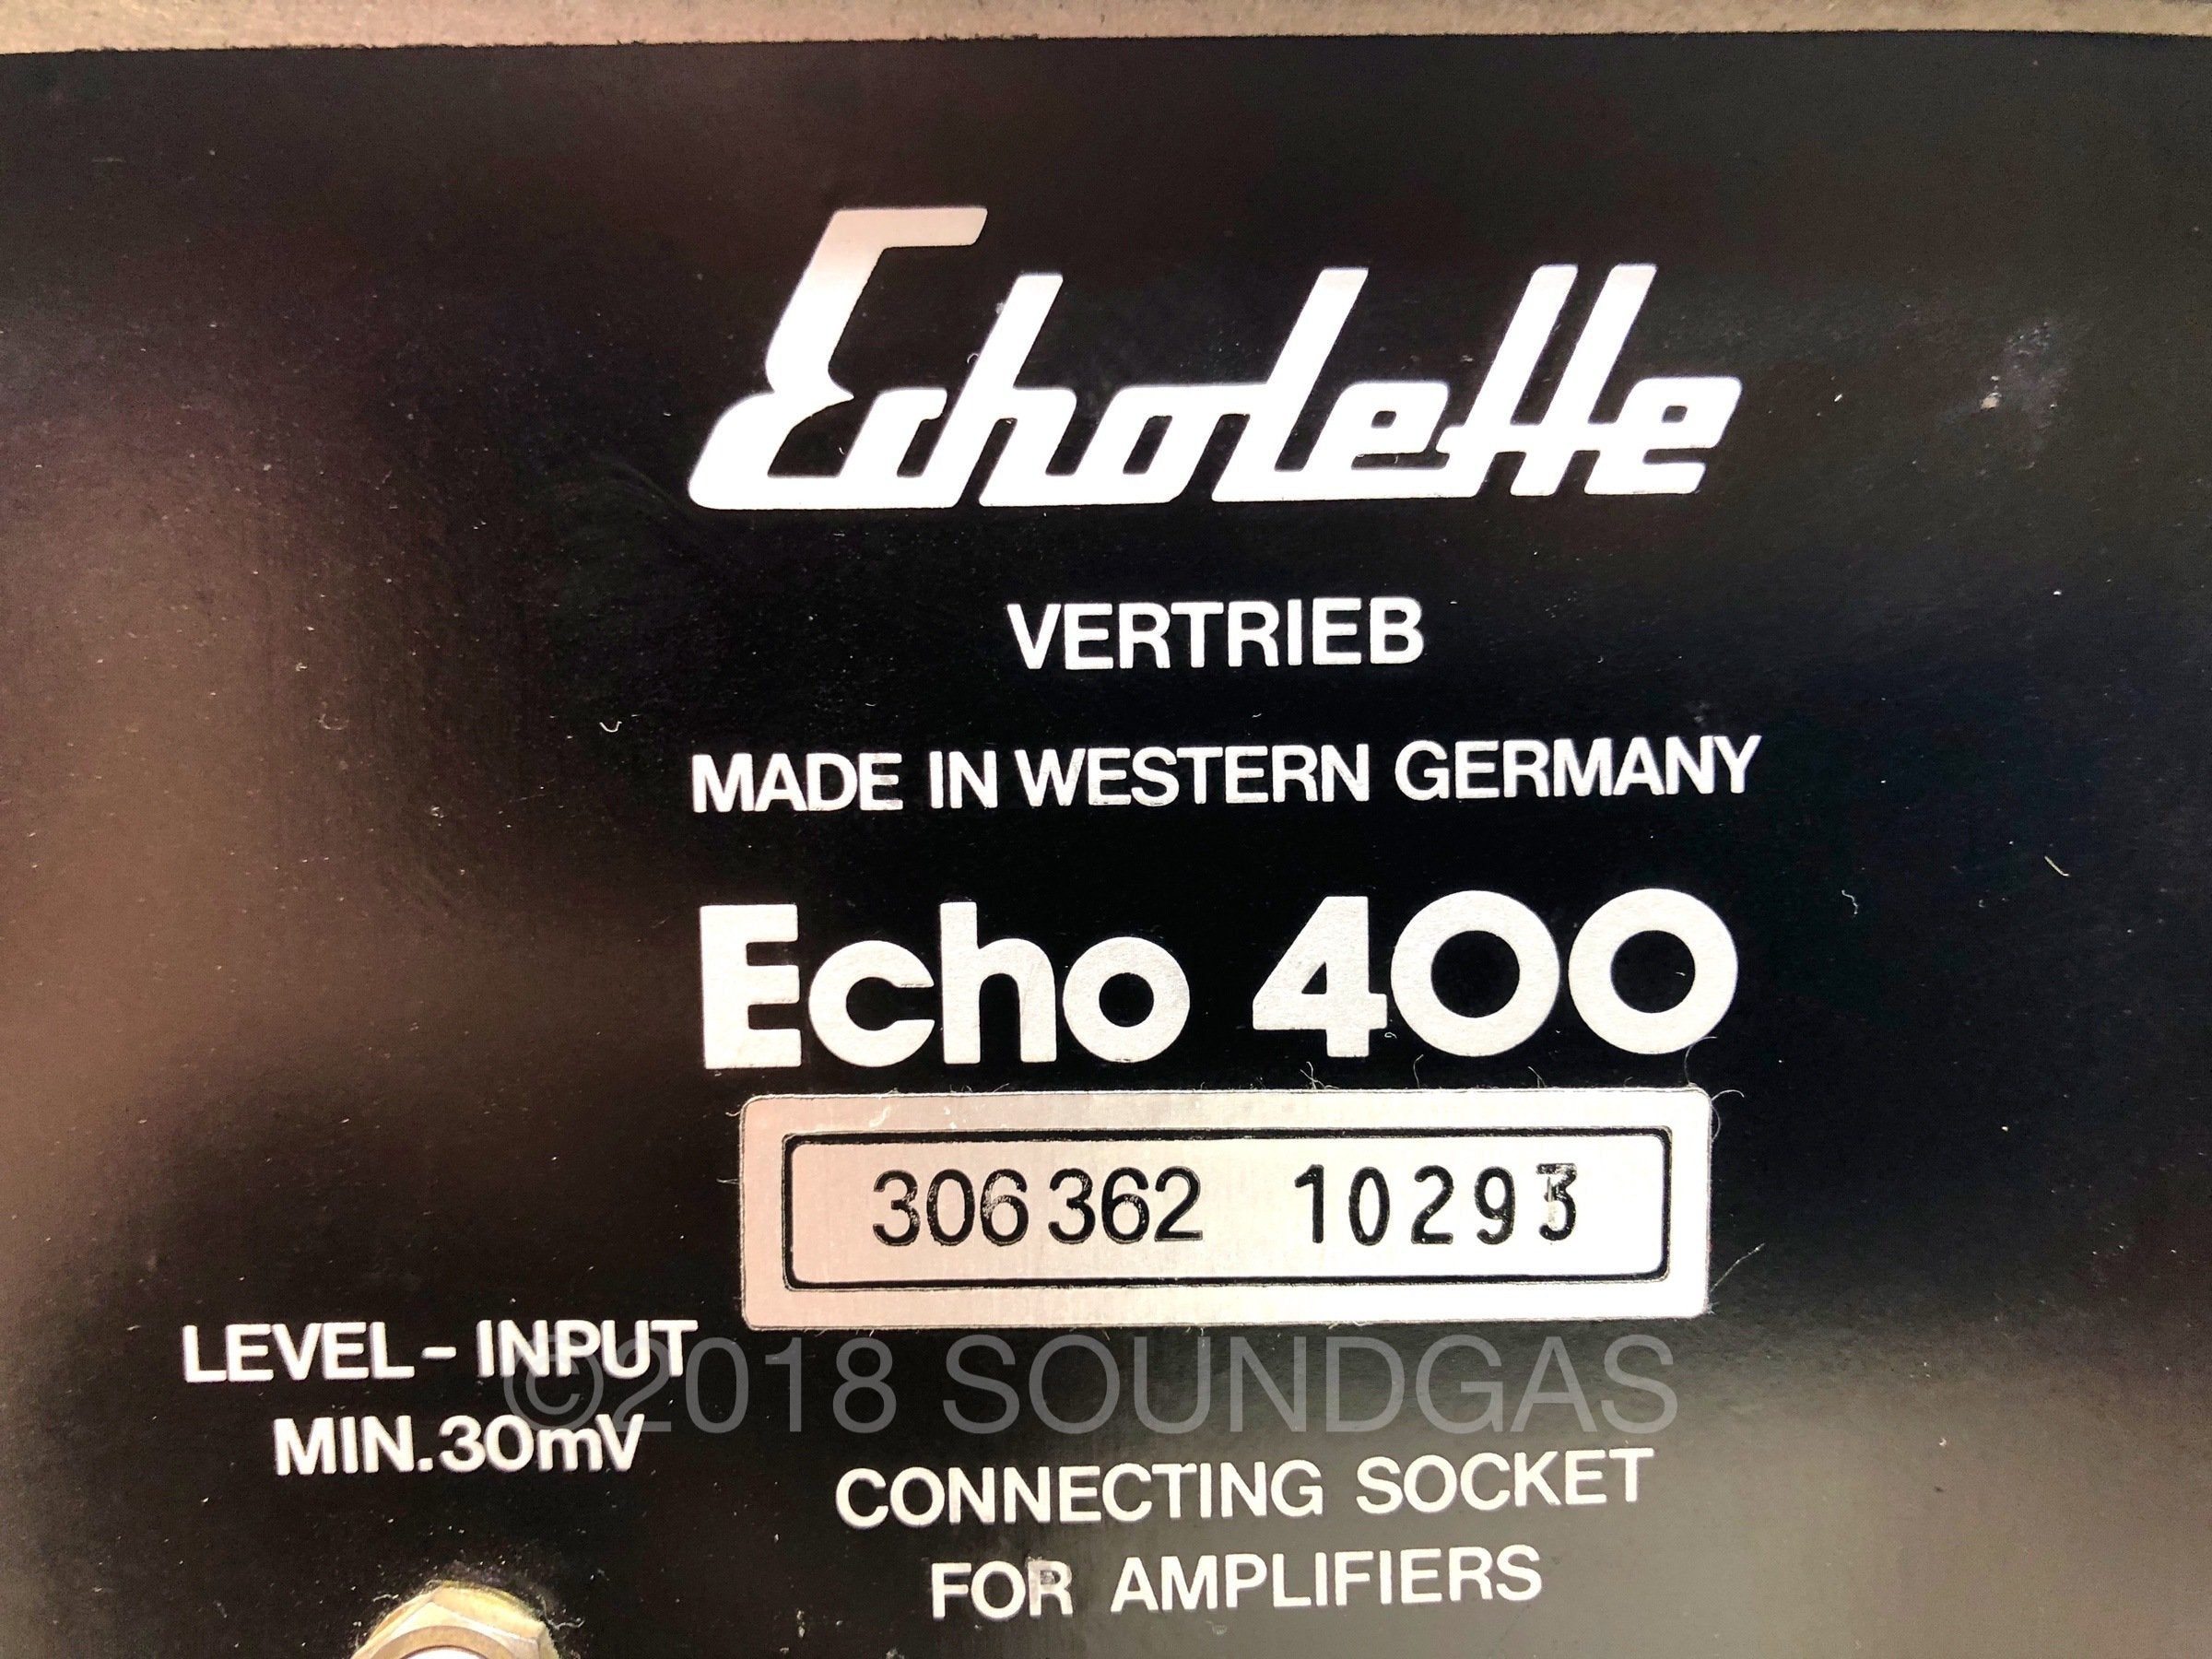 Echolette
VERTRIEB
MADE IN WESTERN GERMANY
Echo 400
306 362 10293
LEVEL - INPUT
©2018 SOUNDGAS
MIN.30mV
CONNECTING SOCKET
FOR AMPLIFIERS